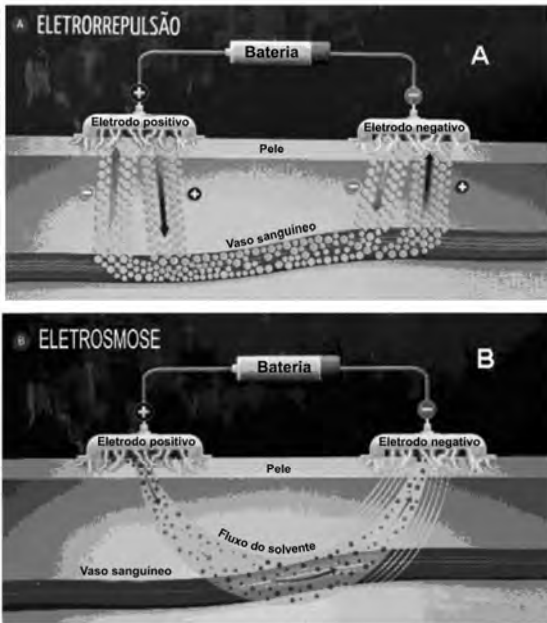 A ELETRORREPULSÃO
Bateria
A
+
−
Eletrodo positivo
Eletrodo negativo
Pele
−
+
−
+
Vaso sanguíneo
B ELETROSMOSE
Bateria
B
+
−
Eletrodo positivo
Eletrodo negativo
Pele
Fluxo do solvente
Vaso sanguíneo